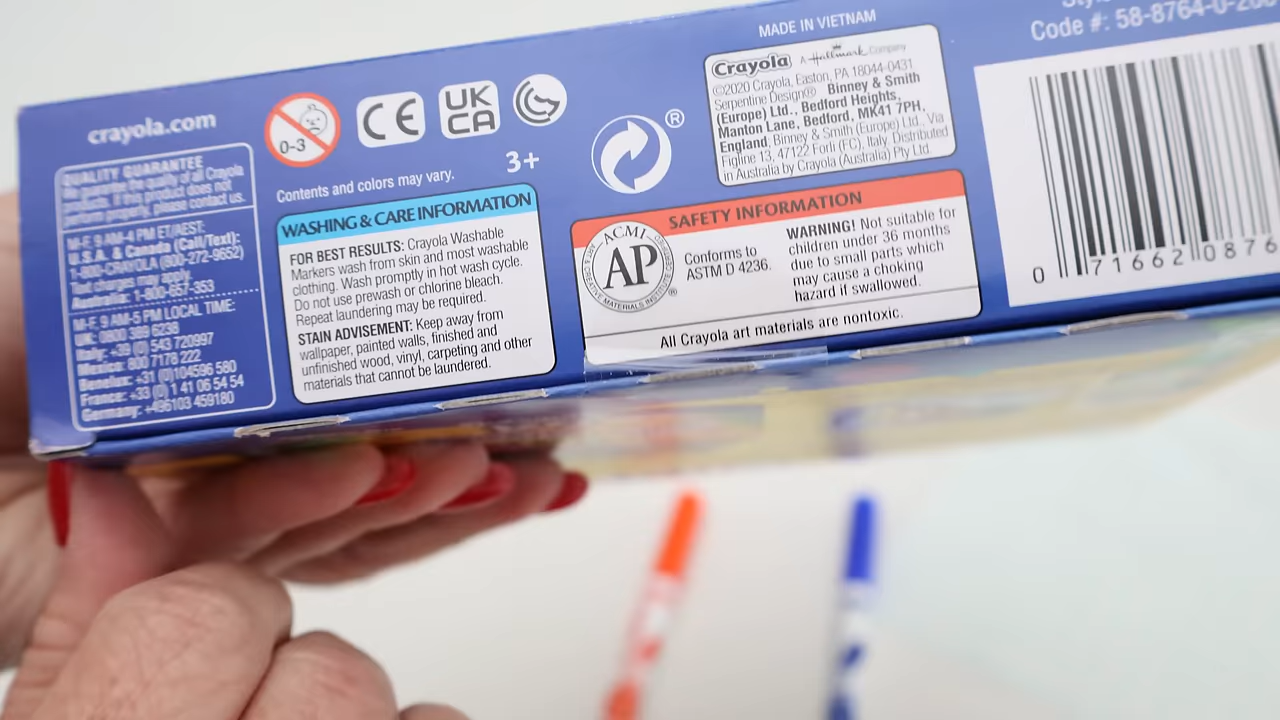 crayola.com
QUALITY GUARANTEE
We guarantee the quality of all Crayola
products. If this product does not
perform properly, please contact us.
M-F, 9 AM-4 PM ET/AEST:
U.S.A. & Canada (Call/Text):
1-800-CRAYOLA (800-272-9652)
Text charges may apply.
Australia: 1-800-657-353
M-F, 9 AM-5 PM LOCAL TIME:
UK: 0800 389 6238
Italy: +39 (0) 543 720997
Mexico: 800 7178 222
Benelux: +31 (0)104596 580
France: +33 (0) 1 41 06 54 54
Germany: +496103 459180
0-3
CE
UK
CA
3+
Contents and colors may vary.
WASHING & CARE INFORMATION
FOR BEST RESULTS: Crayola Washable
Markers wash from skin and most washable
clothing. Wash promptly in hot wash cycle.
Do not use prewash or chlorine bleach.
Repeat laundering may be required.
STAIN ADVISEMENT: Keep away from
wallpaper, painted walls, finished and
unfinished wood, vinyl, carpeting and other
materials that cannot be laundered.
®
MADE IN VIETNAM
Crayola A Hallmark Company
©2020 Crayola, Easton, PA 18044-0431
Serpentine Design® Binney & Smith
(Europe) Ltd., Bedford Heights,
Manton Lane, Bedford, MK41 7PH,
England, Binney & Smith (Europe) Ltd., Via
Figline 13, 47122 Forlì (FC), Italy, Distributed
in Australia by Crayola (Australia) Pty Ltd.
SAFETY INFORMATION
ACMI
AP
®
Conforms to
ASTM D 4236.
WARNING! Not suitable for
children under 36 months
due to small parts which
may cause a choking
hazard if swallowed.
All Crayola art materials are nontoxic.
Code #: 58-8764-0-
0 71662 0876